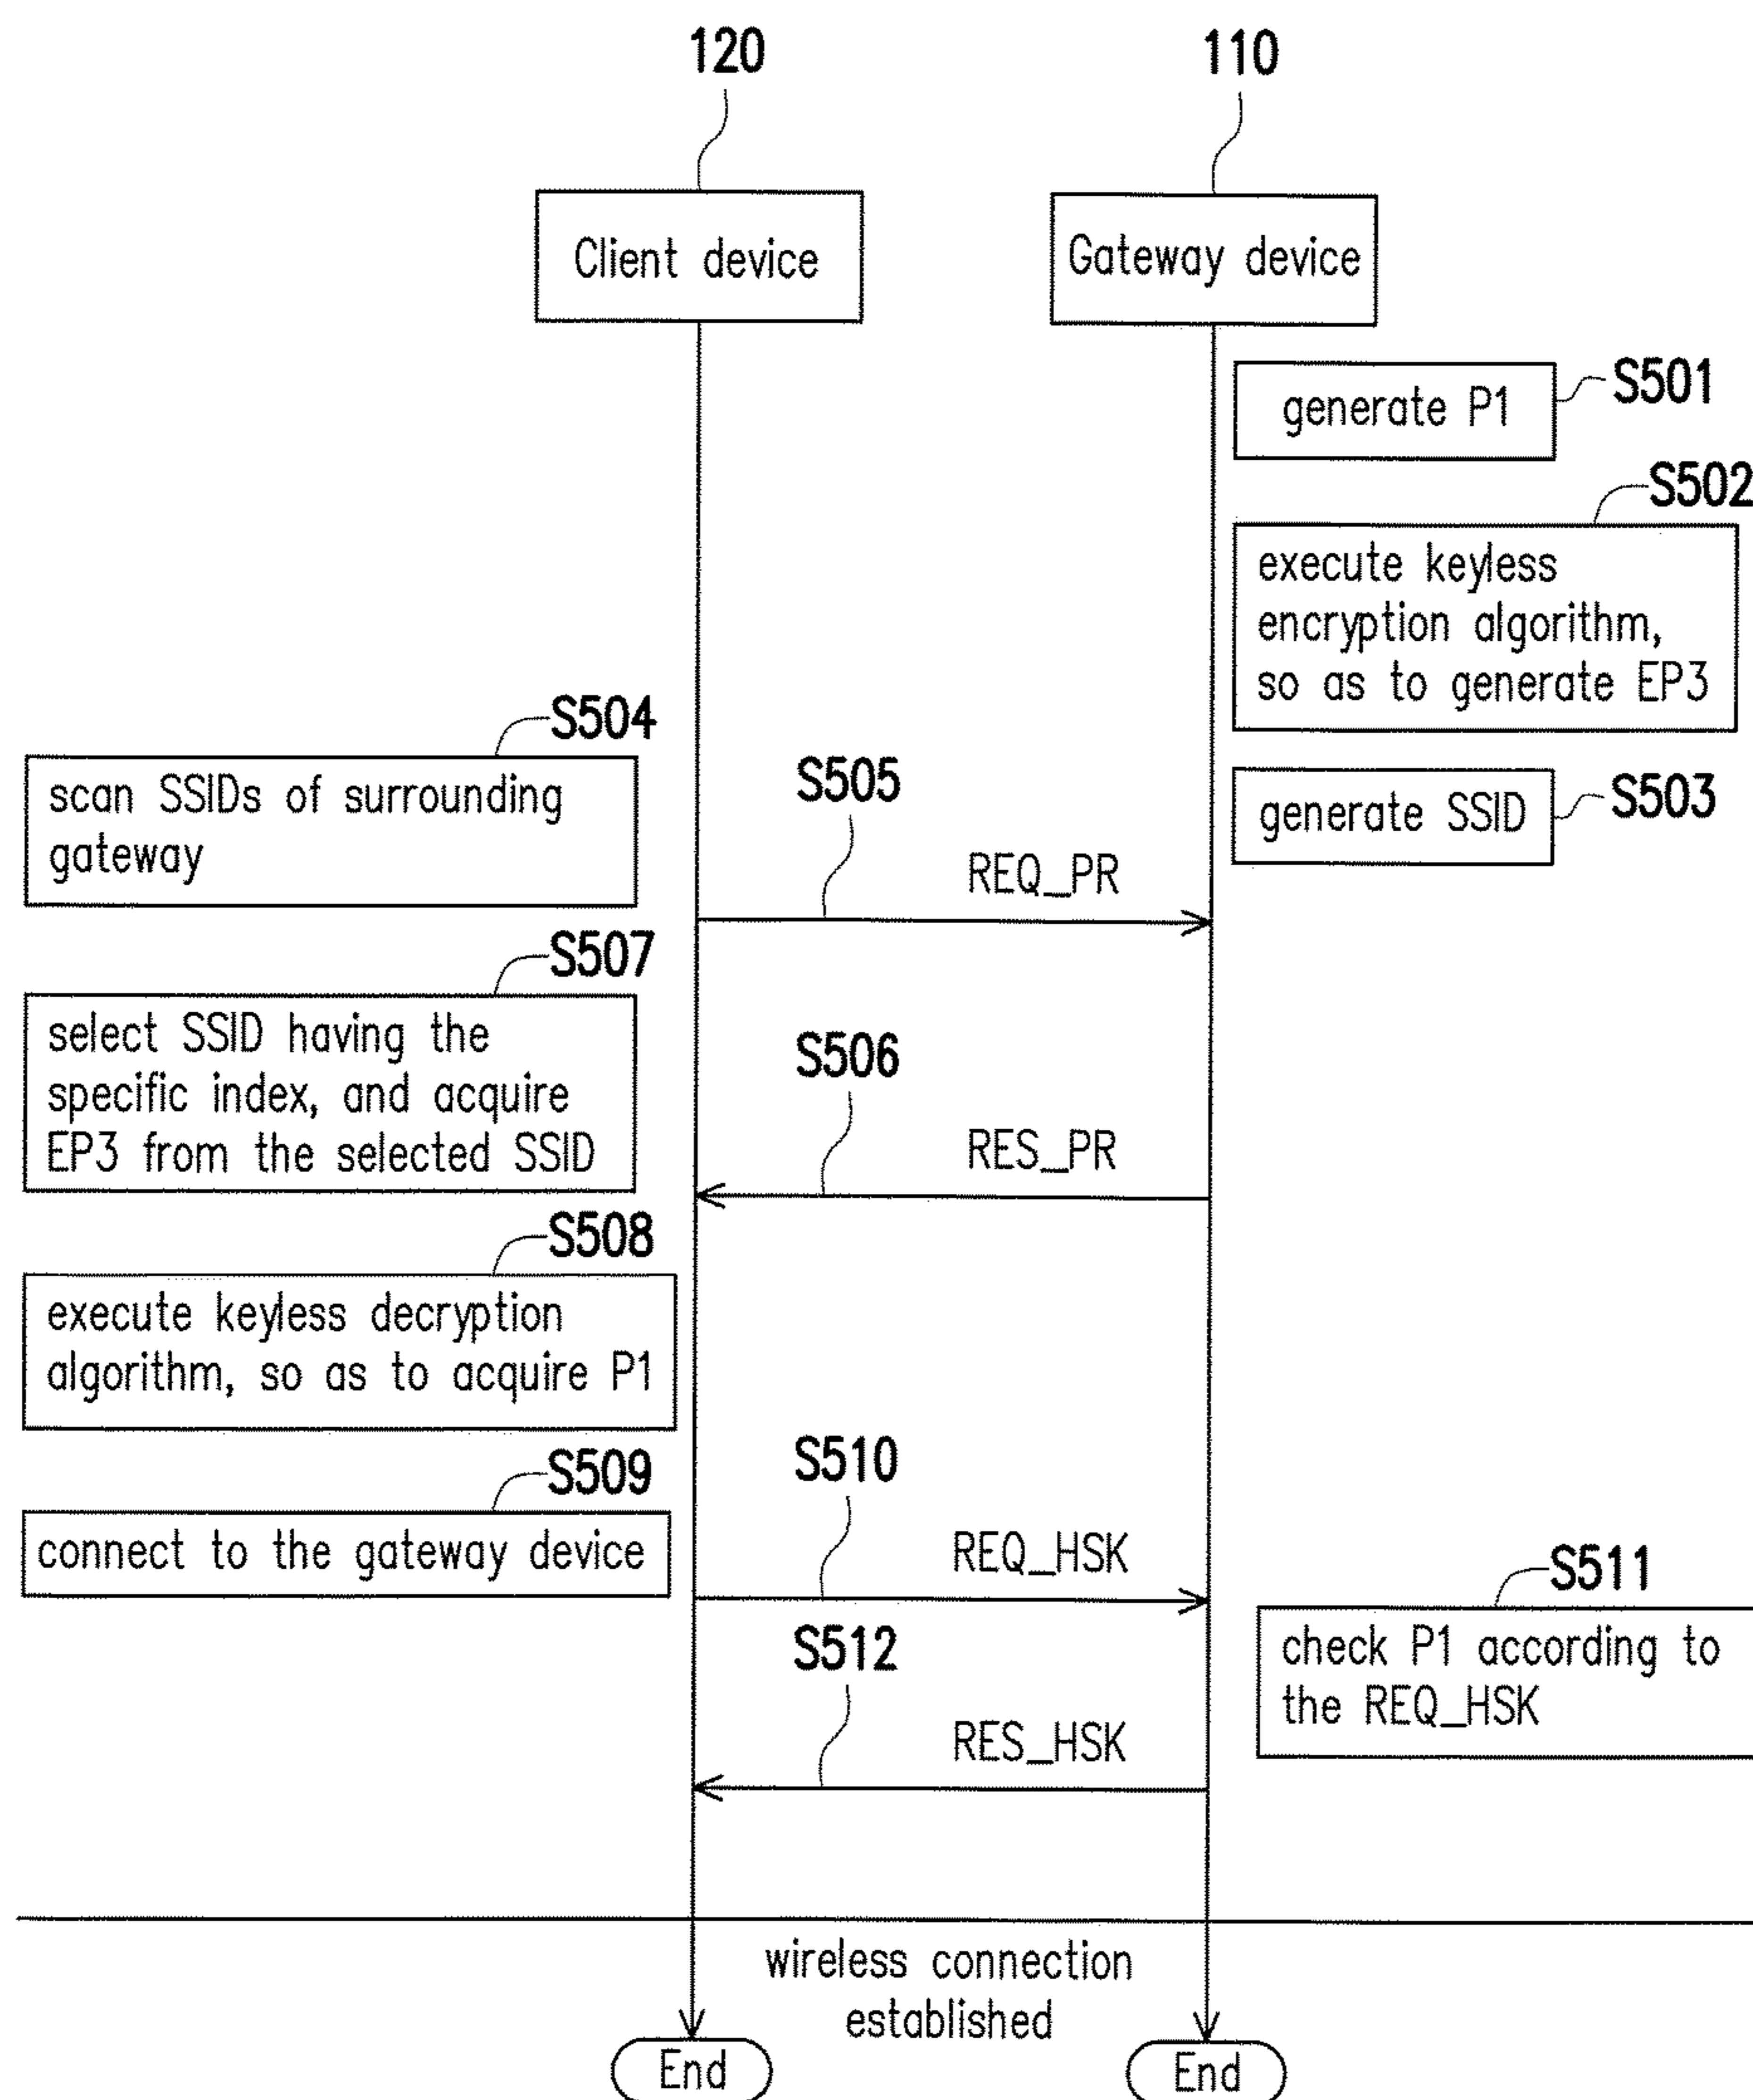 120
110
Client device
Gateway device
generate P1
S501
S502
execute keyless
encryption algorithm,
so as to generate EP3
S504
scan SSIDs of surrounding
gateway
S505
REQ_PR
generate SSID
S503
S507
select SSID having the
specific index, and acquire
EP3 from the selected SSID
S506
RES_PR
S508
execute keyless decryption
algorithm, so as to acquire P1
S509
connect to the gateway device
S510
REQ_HSK
S511
check P1 according to
the REQ_HSK
S512
RES_HSK
wireless connection
established
End
End